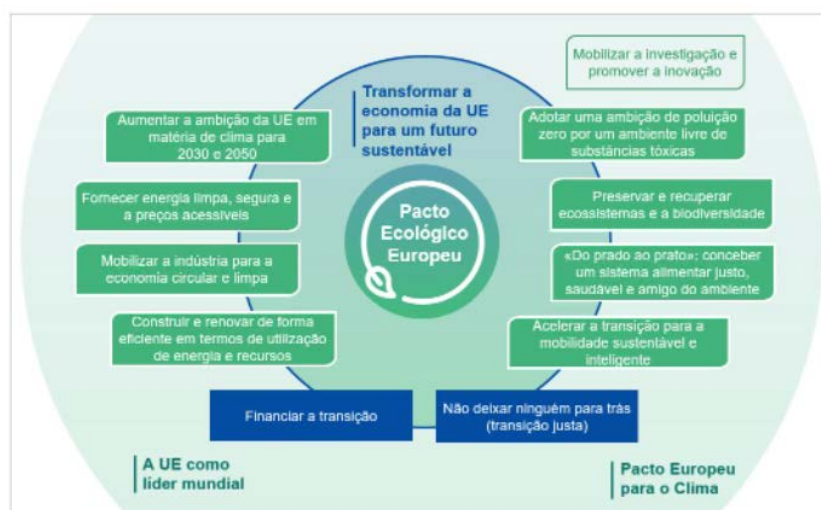 Mobilizar a investigação e
promover a inovação
Transformar a
economia da UE
para um futuro
sustentável
Aumentar a ambição da UE em
matéria de clima para
2030 e 2050
Adotar uma ambição de poluição
zero por um ambiente livre de
substâncias tóxicas
Fornecer energia limpa, segura e
a preços acessíveis
Preservar e recuperar
ecossistemas e a biodiversidade
Pacto
Ecológico
Europeu
Mobilizar a indústria para a
economia circular e limpa
«Do prado ao prato»: conceber
um sistema alimentar justo,
saudável e amigo do ambiente
Construir e renovar de forma
eficiente em termos de utilização
de energia e recursos
Acelerar a transição para a
mobilidade sustentável e
inteligente
Financiar a transição
Não deixar ninguém para trás
(transição justa)
A UE como
líder mundial
Pacto Europeu
para o Clima